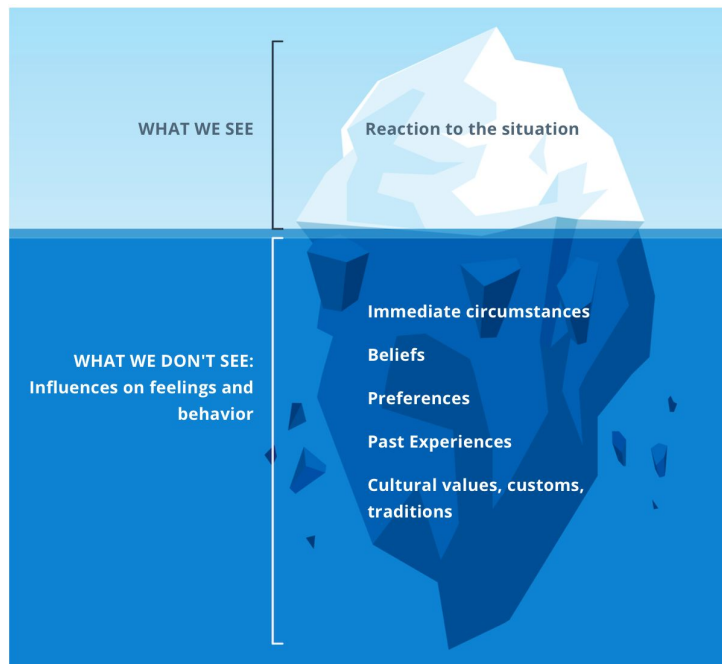 WHAT WE SEE
Reaction to the situation
WHAT WE DON'T SEE:
Influences on feelings and
behavior
Immediate circumstances
Beliefs
Preferences
Past Experiences
Cultural values, customs,
traditions